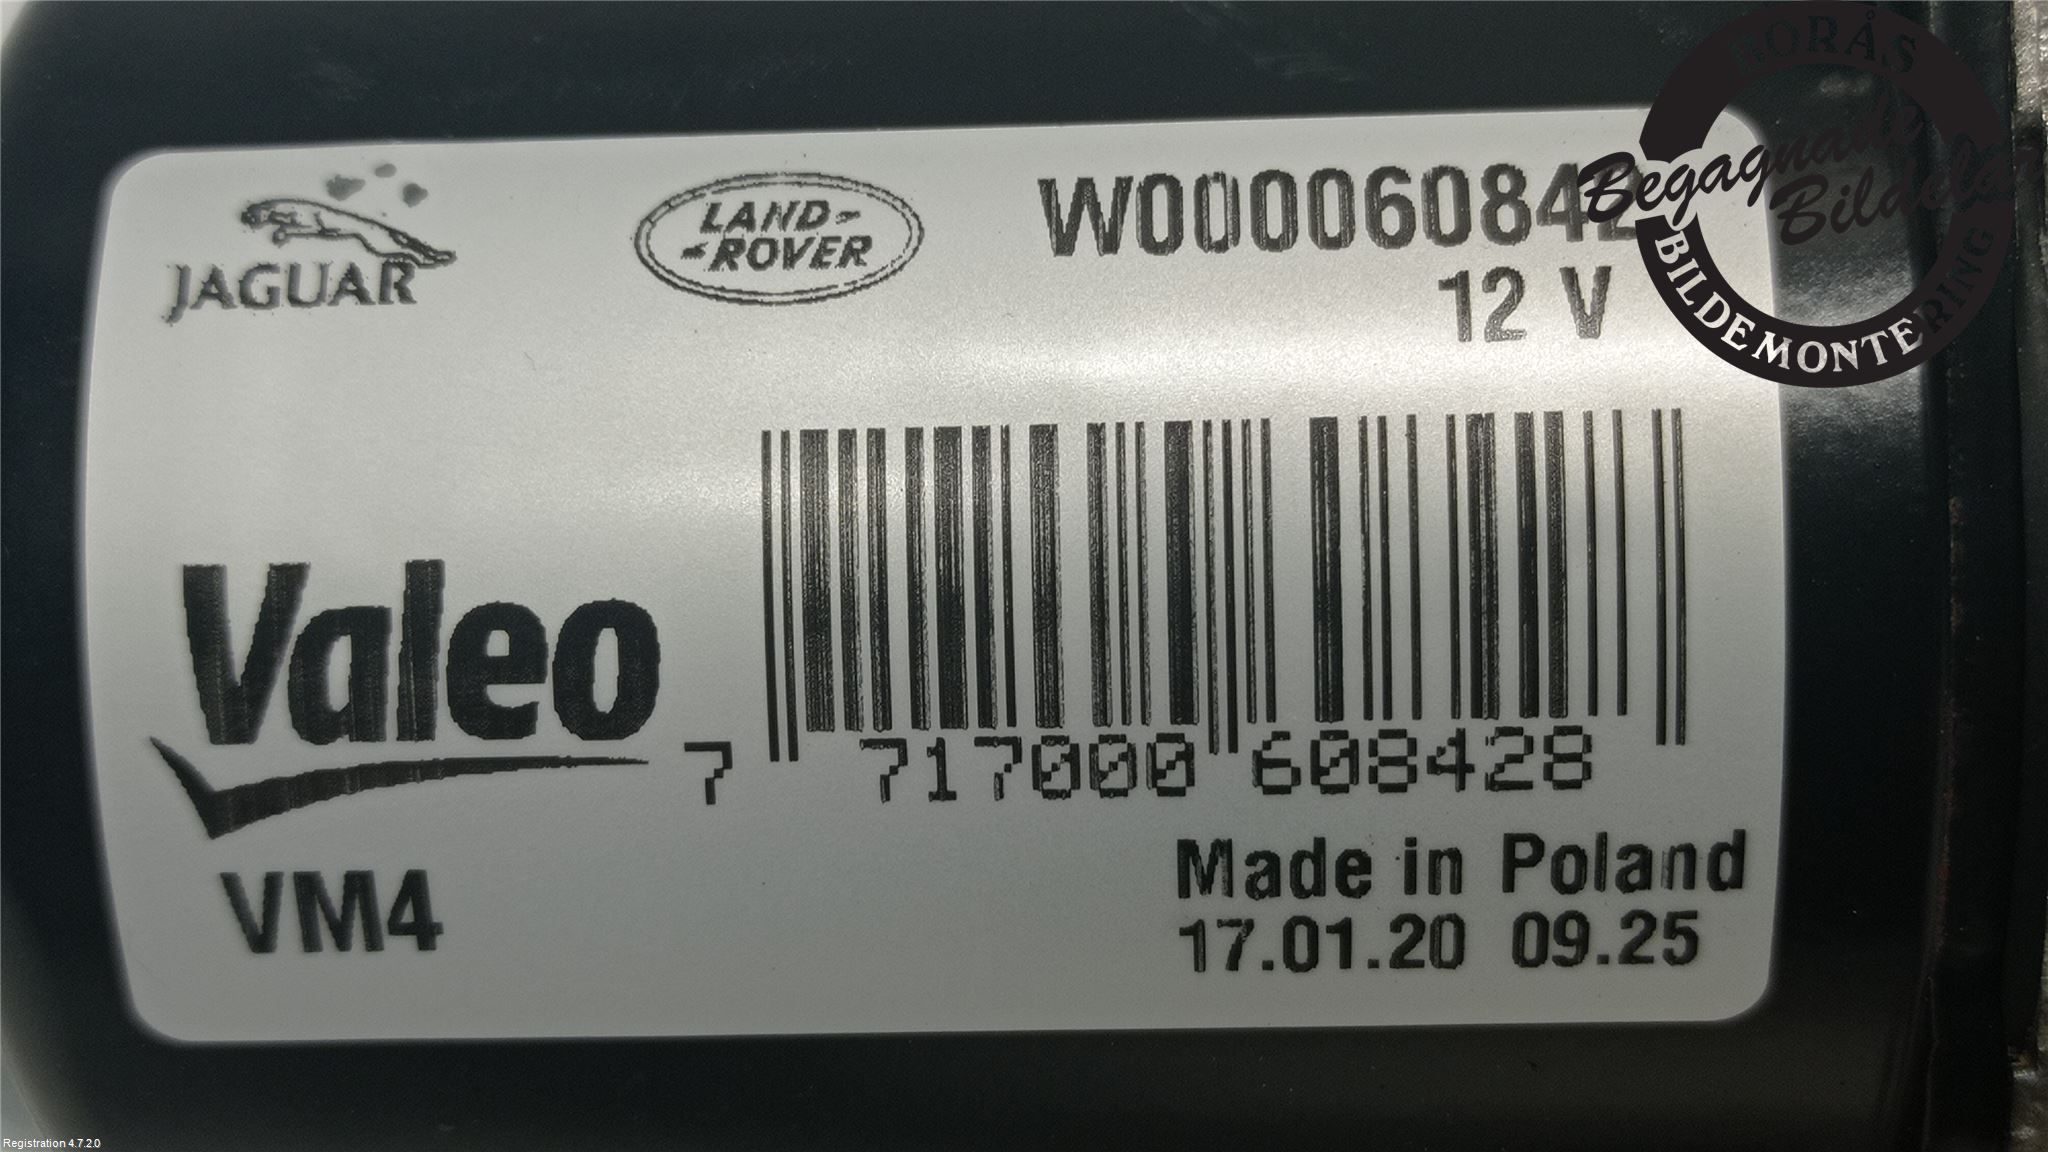 JAGUAR
LAND-
-ROVER
W000060842
12 V
Valeo
7 717000 608428
VM4
Made in Poland
17.01.20 09.25
BORÅS
Begagnade
Bildelar
BILDEMONTERING
Registration 4.7.2.0